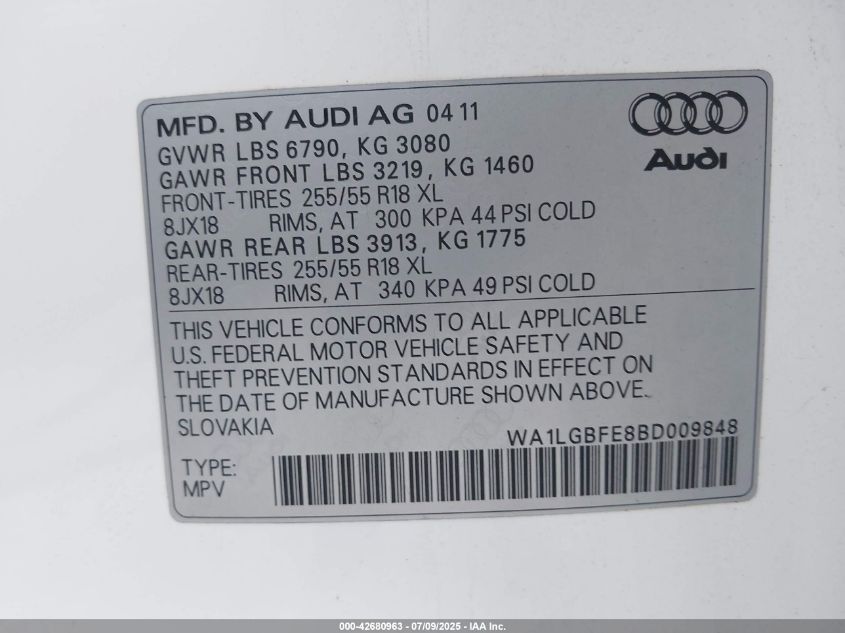 MFD. BY AUDI AG 04 11
Audi
GVWR LBS 6790, KG 3080
GAWR FRONT LBS 3219, KG 1460
FRONT-TIRES 255/55 R18 XL
8JX18 RIMS, AT 300 KPA 44 PSI COLD
GAWR REAR LBS 3913, KG 1775
REAR-TIRES 255/55 R18 XL
8JX18 RIMS, AT 340 KPA 49 PSI COLD
THIS VEHICLE CONFORMS TO ALL APPLICABLE
U.S. FEDERAL MOTOR VEHICLE SAFETY AND
THEFT PREVENTION STANDARDS IN EFFECT ON
THE DATE OF MANUFACTURE SHOWN ABOVE.
SLOVAKIA
WA1LGBFE8BD009848
TYPE:
MPV
000-42680963 - 07/09/2025 - IAA Inc.